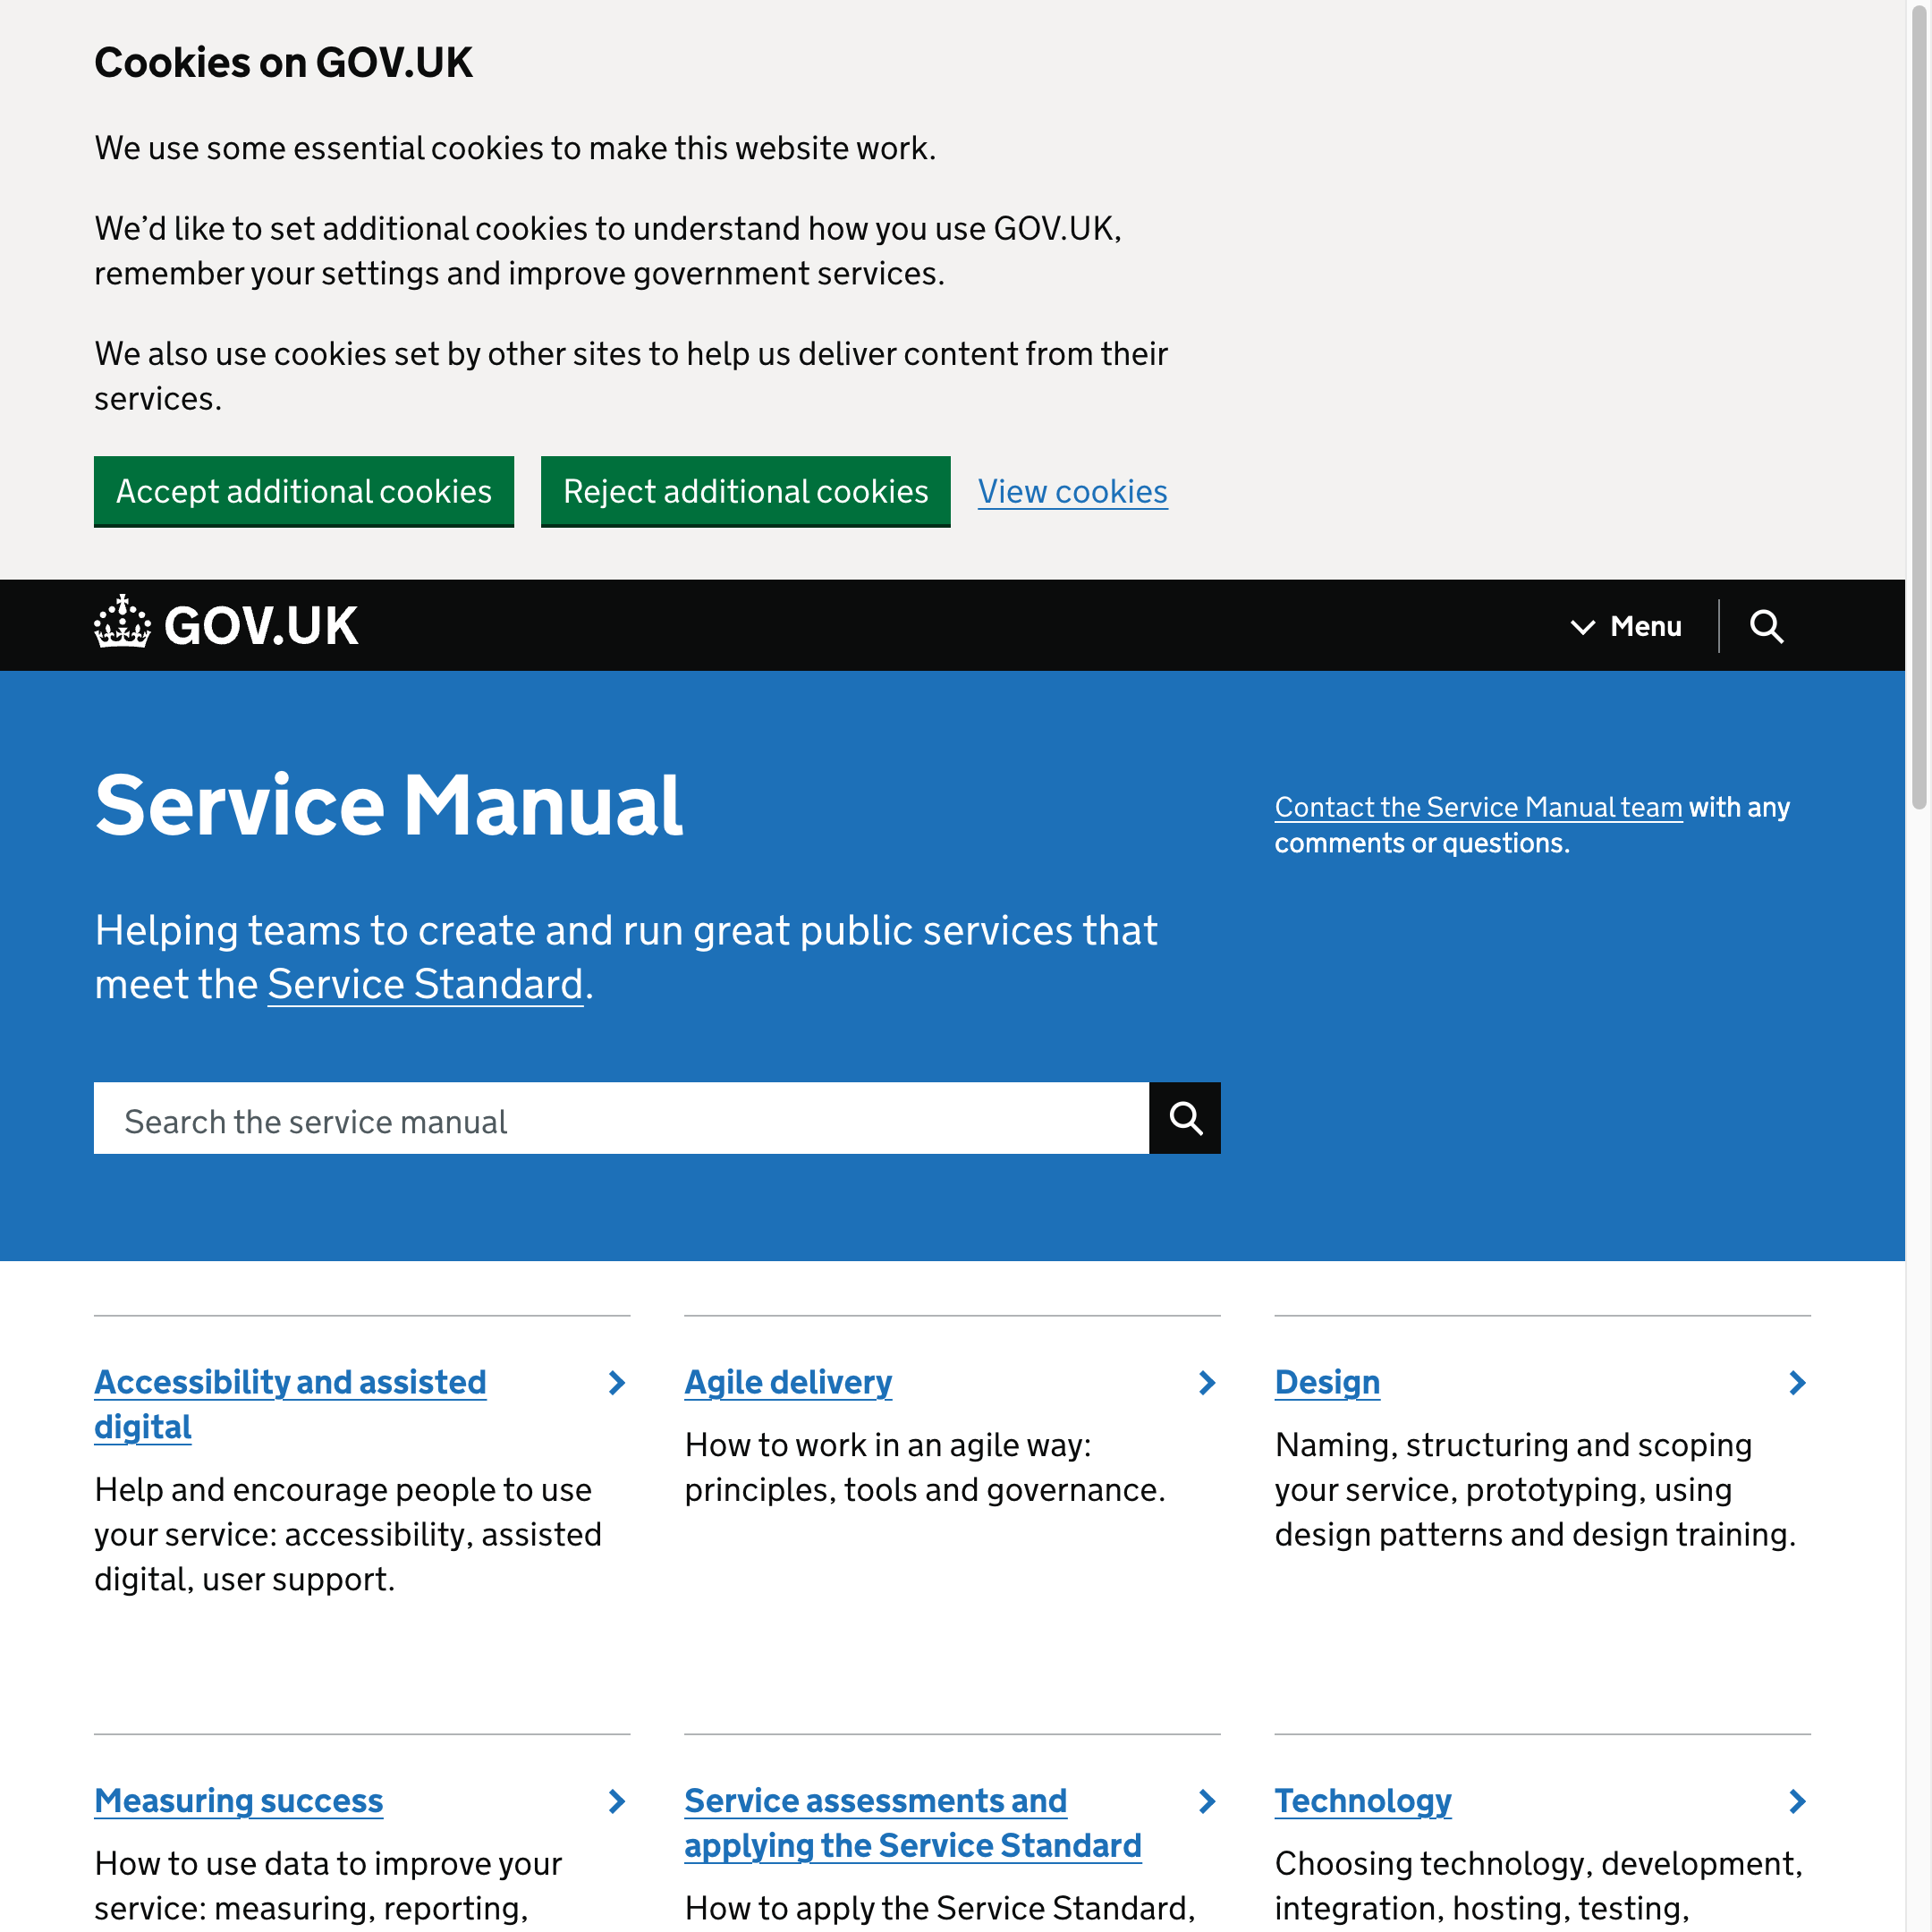 Cookies on GOV.UK
We use some essential cookies to make this website work.
We’d like to set additional cookies to understand how you use GOV.UK,
remember your settings and improve government services.
We also use cookies set by other sites to help us deliver content from their
services.
Accept additional cookies
Reject additional cookies
View cookies
GOV.UK
Menu
Service Manual
Contact the Service Manual team with any
comments or questions.
Helping teams to create and run great public services that
meet the Service Standard.
Search the service manual
Accessibility and assisted
digital
Help and encourage people to use
your service: accessibility, assisted
digital, user support.
Agile delivery
How to work in an agile way:
principles, tools and governance.
Design
Naming, structuring and scoping
your service, prototyping, using
design patterns and design training.
Measuring success
How to use data to improve your
service: measuring, reporting,
Service assessments and
applying the Service Standard
How to apply the Service Standard,
Technology
Choosing technology, development,
integration, hosting, testing,